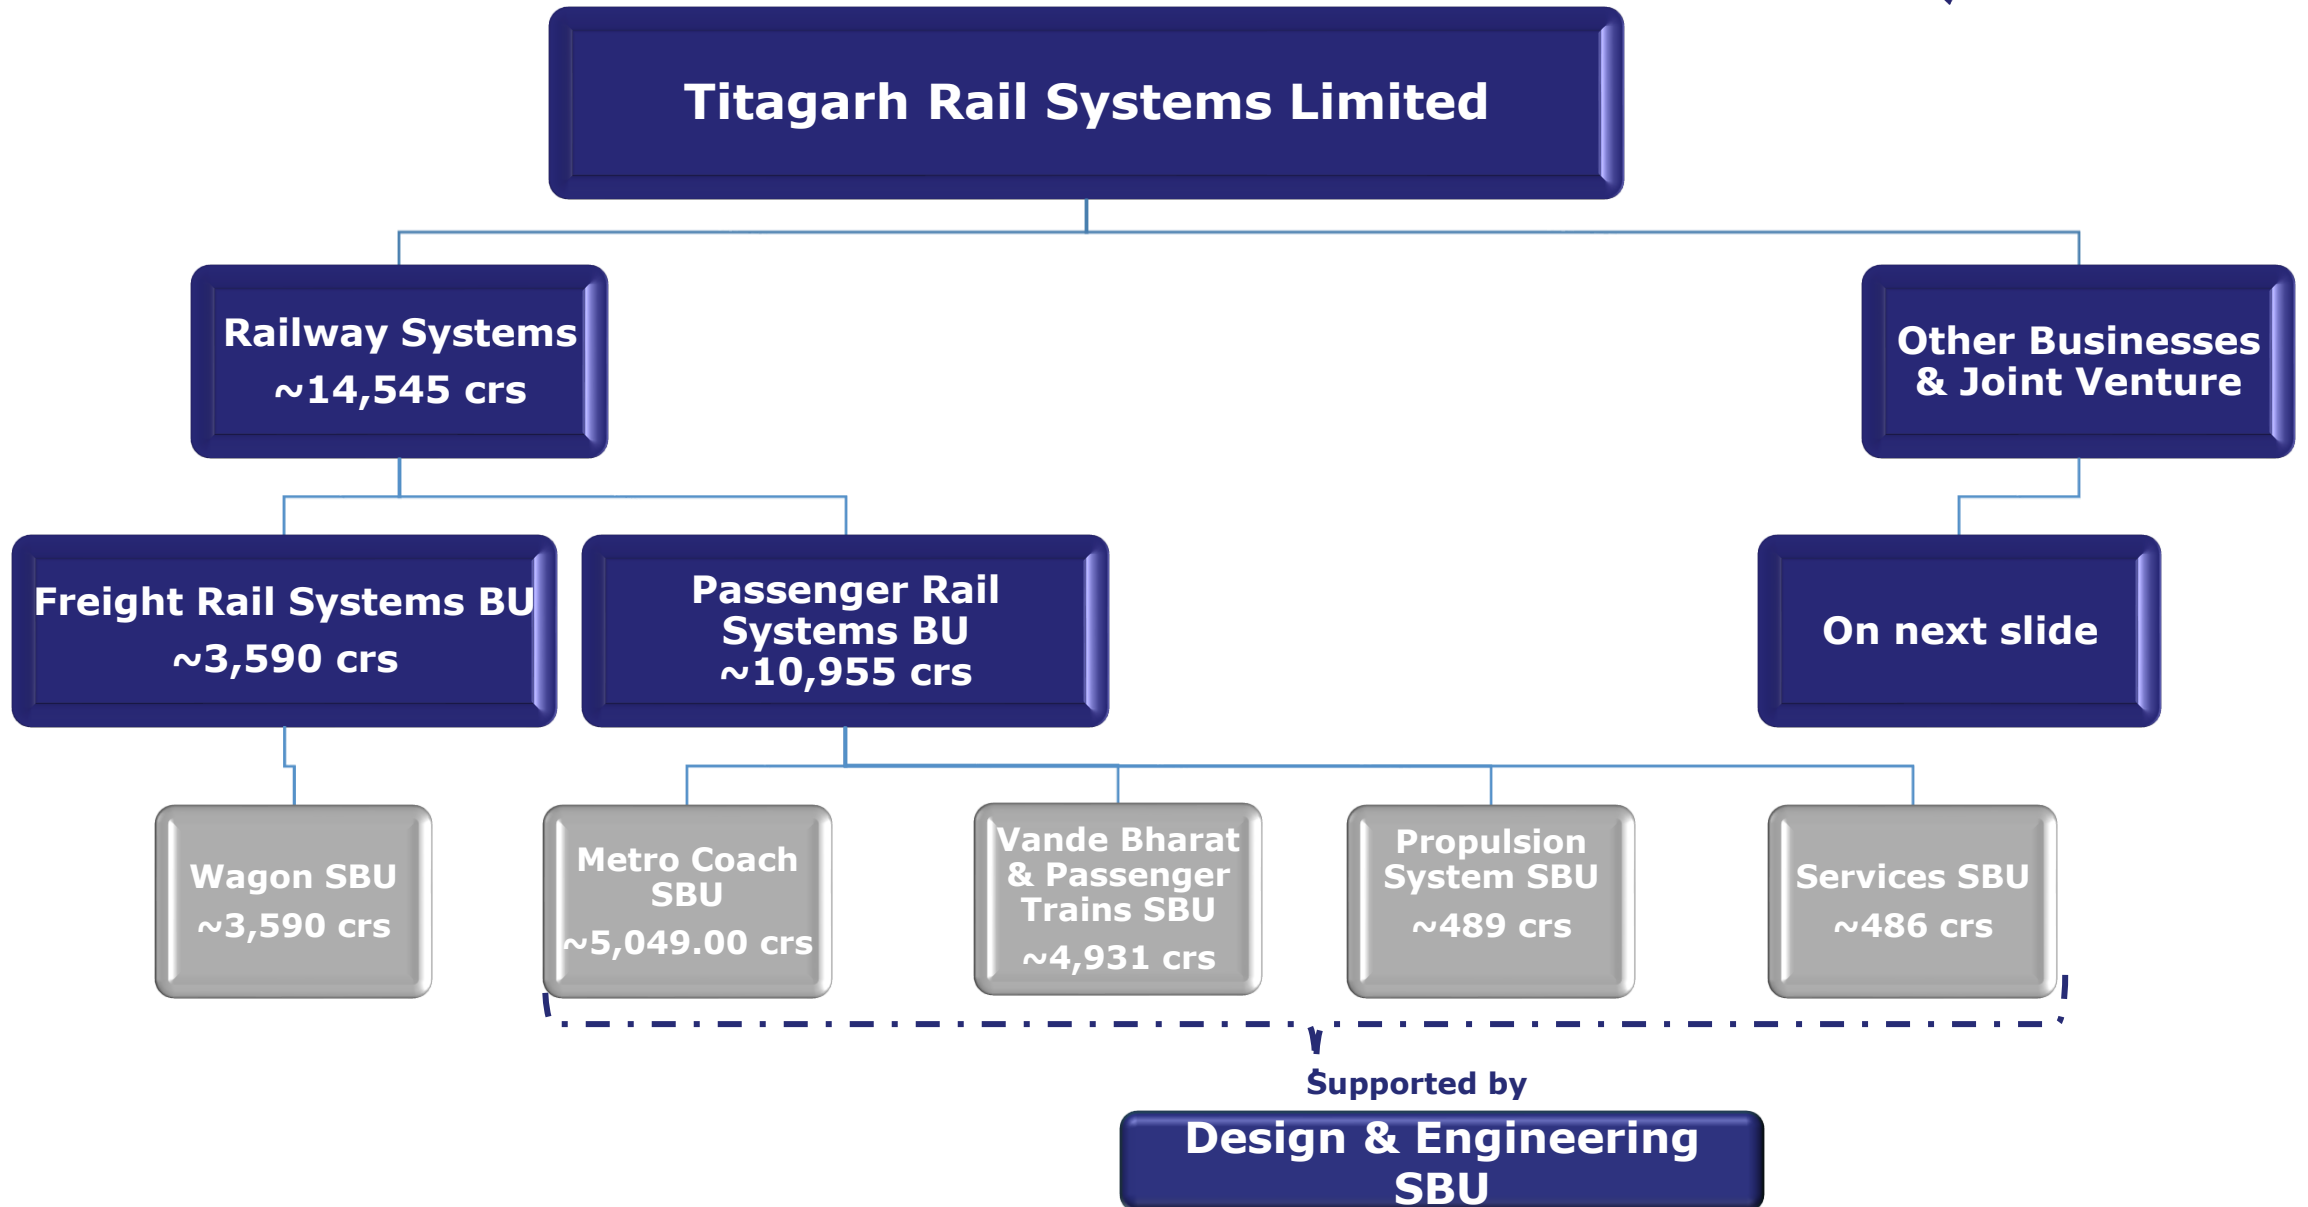 Titagarh Rail Systems Limited
Railway Systems
~14,545 crs
Other Businesses
& Joint Venture
Freight Rail Systems BU
~3,590 crs
Passenger Rail
Systems BU
~10,955 crs
On next slide
Wagon SBU
~3,590 crs
Metro Coach
SBU
~5,049.00 crs
Vande Bharat
& Passenger
Trains SBU
~4,931 crs
Propulsion
System SBU
~489 crs
Services SBU
~486 crs
Supported by
Design & Engineering
SBU